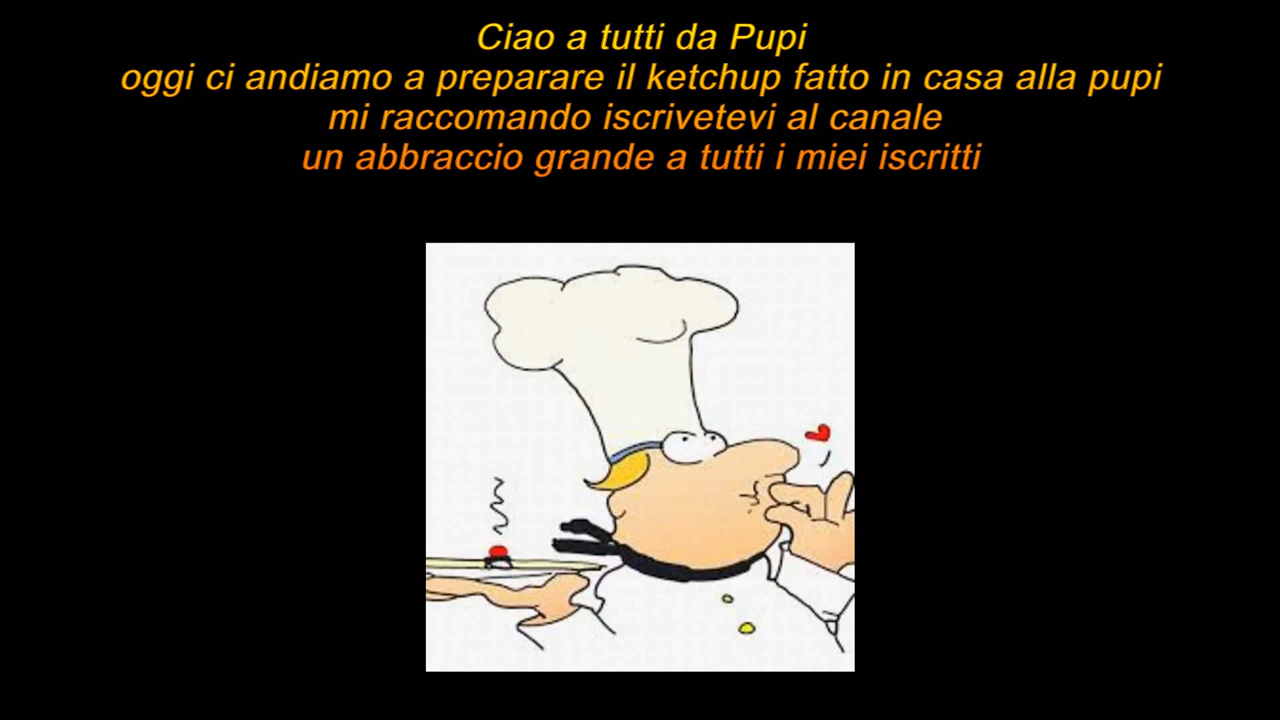 Ciao a tutti da Pupi
oggi ci andiamo a preparare il ketchup fatto in casa alla pupi
mi raccomando iscrivetevi al canale
un abbraccio grande a tutti i miei iscritti